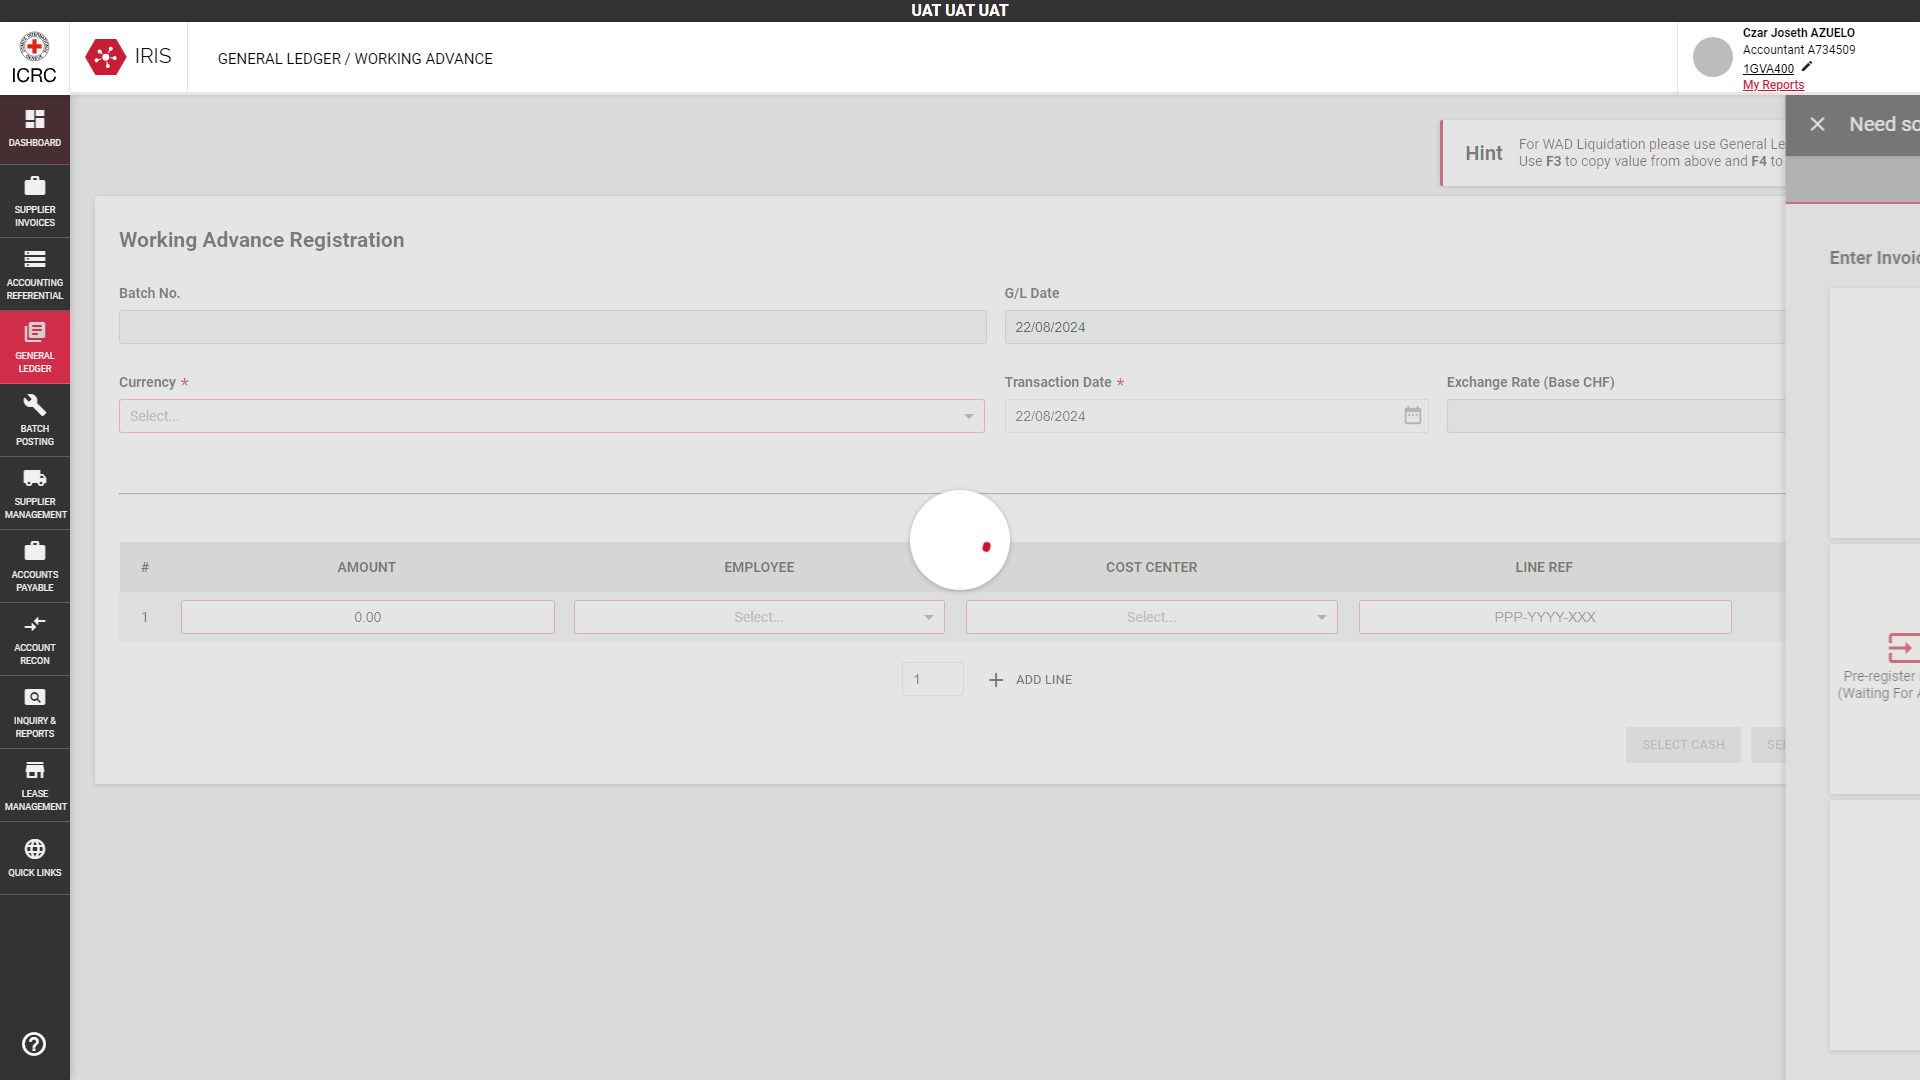 UAT UAT UAT
ICRC
IRIS
GENERAL LEDGER / WORKING ADVANCE
Czar Joseth AZUELO
Accountant A734509
1GVA400
My Reports
DASHBOARD
SUPPLIER
INVOICES
ACCOUNTING
REFERENTIAL
GENERAL
LEDGER
BATCH
POSTING
SUPPLIER
MANAGEMENT
ACCOUNTS
PAYABLE
ACCOUNT
RECON
INQUIRY &
REPORTS
LEASE
MANAGEMENT
QUICK LINKS
Hint
For WAD Liquidation please use General Le
Use F3 to copy value from above and F4 to
Working Advance Registration
Batch No.
G/L Date
22/08/2024
Currency *
Transaction Date *
Exchange Rate (Base CHF)
Select...
22/08/2024
# AMOUNT EMPLOYEE COST CENTER LINE REF
1 0.00 Select... Select... PPP-YYYY-XXX
1 ADD LINE
SELECT CASH
SEL
Need so
Enter Invoic
Pre-register
(Waiting For A